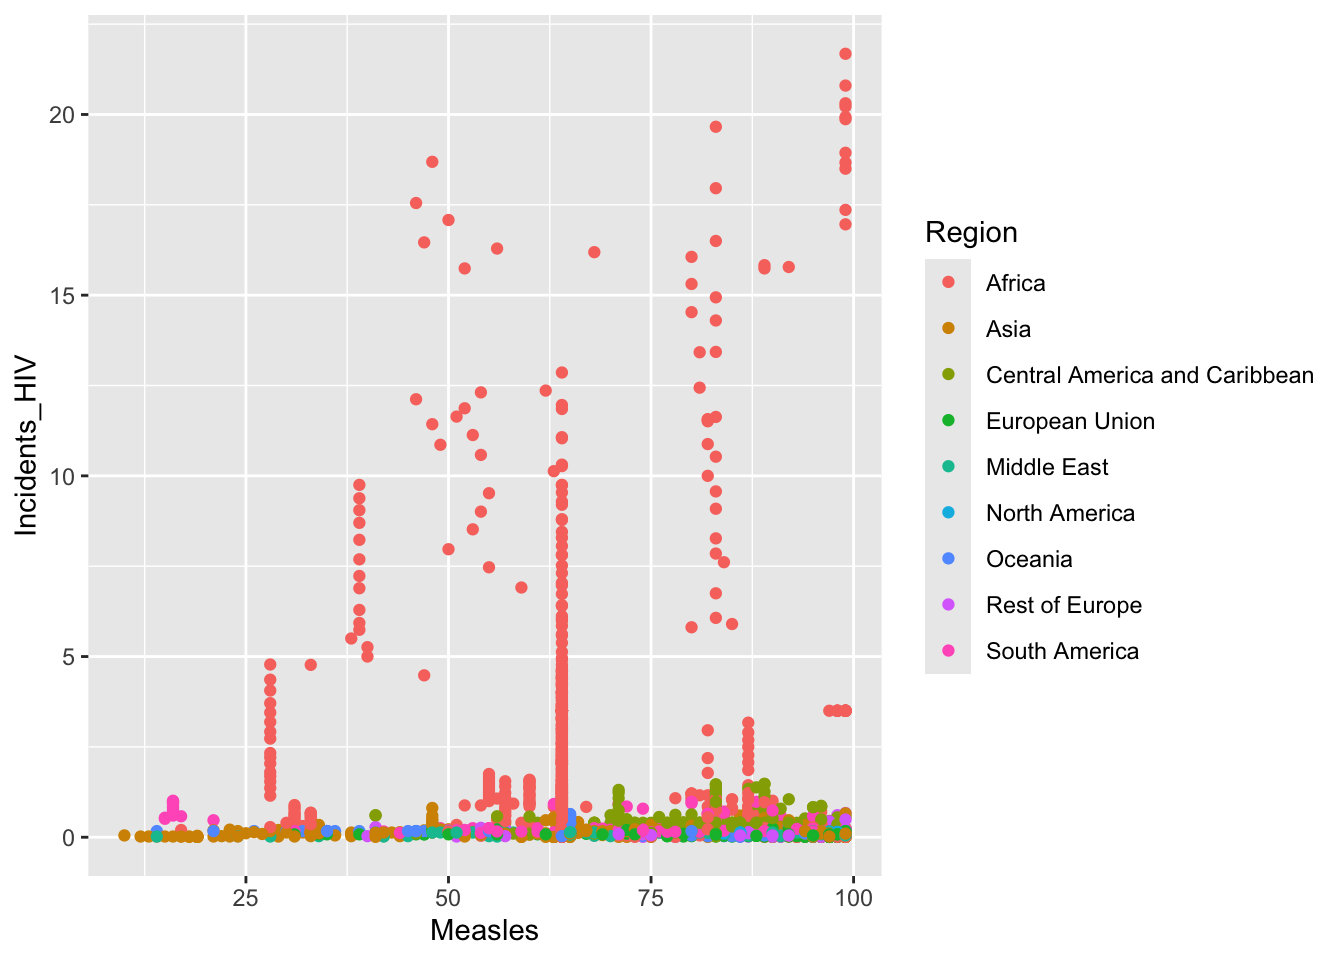 20
15
10
5
0
Incidents_HIV
25
50
75
100
Measles
Region
Africa
Asia
Central America and Caribbean
European Union
Middle East
North America
Oceania
Rest of Europe
South America